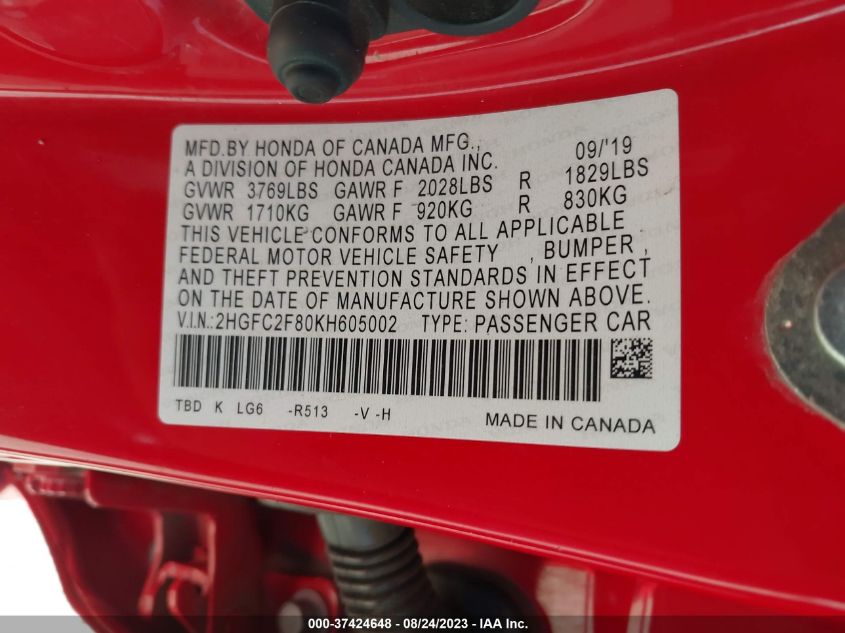 MFD.BY HONDA OF CANADA MFG., 09/'19
A DIVISION OF HONDA CANADA INC.
GVWR 3769LBS GAWR F 2028LBS R 1829LBS
GVWR 1710KG GAWR F 920KG R 830KG
THIS VEHICLE CONFORMS TO ALL APPLICABLE
FEDERAL MOTOR VEHICLE SAFETY , BUMPER ,
AND THEFT PREVENTION STANDARDS IN EFFECT
ON THE DATE OF MANUFACTURE SHOWN ABOVE.
V.I.N.:2HGFC2F80KH605002 TYPE: PASSENGER CAR
TBD K LG6 -R513 -V -H
MADE IN CANADA
000-37424648 - 08/24/2023 - IAA Inc.